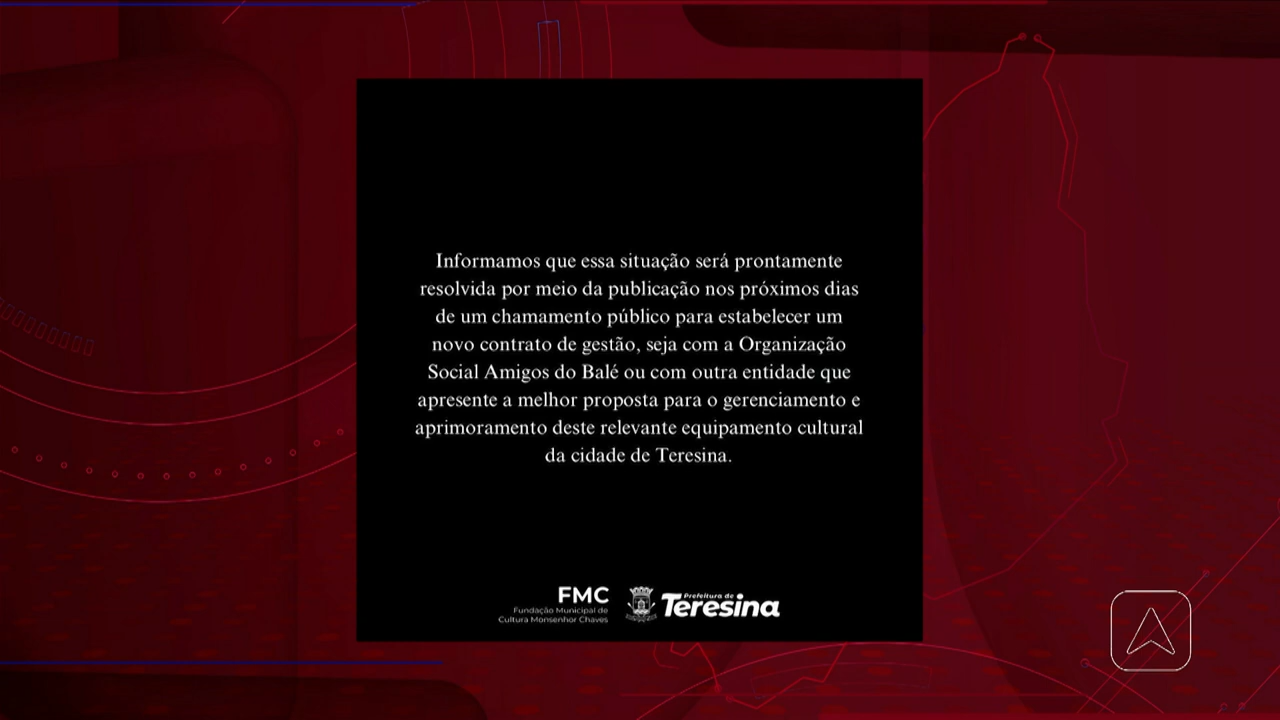 Informamos que essa situação será prontamente
resolvida por meio da publicação nos próximos dias
de um chamamento público para estabelecer um
novo contrato de gestão, seja com a Organização
Social Amigos do Balé ou com outra entidade que
apresente a melhor proposta para o gerenciamento e
aprimoramento deste relevante equipamento cultural
da cidade de Teresina.
FMC
Fundação Municipal de
Cultura Monsenhor Chaves
Prefeitura de
Teresina